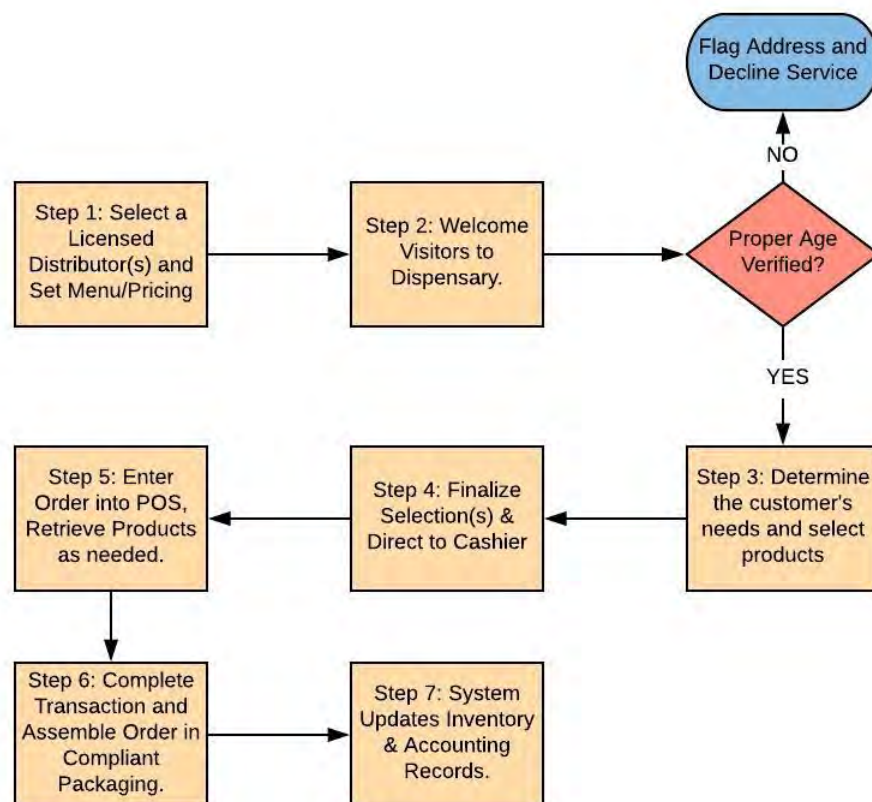 Flag Address and
Decline Service
NO
Step 1: Select a
Licensed
Distributor(s) and
Set Menu/Pricing
Step 2: Welcome
Visitors to
Dispensary.
Proper Age
Verified?
YES
Step 3: Determine
the customer's
needs and select
products
Step 4: Finalize
Selection(s) &
Direct to Cashier
Step 5: Enter
Order into POS,
Retrieve Products
as needed.
Step 6: Complete
Transaction and
Assemble Order in
Compliant
Packaging.
Step 7: System
Updates Inventory
& Accounting
Records.